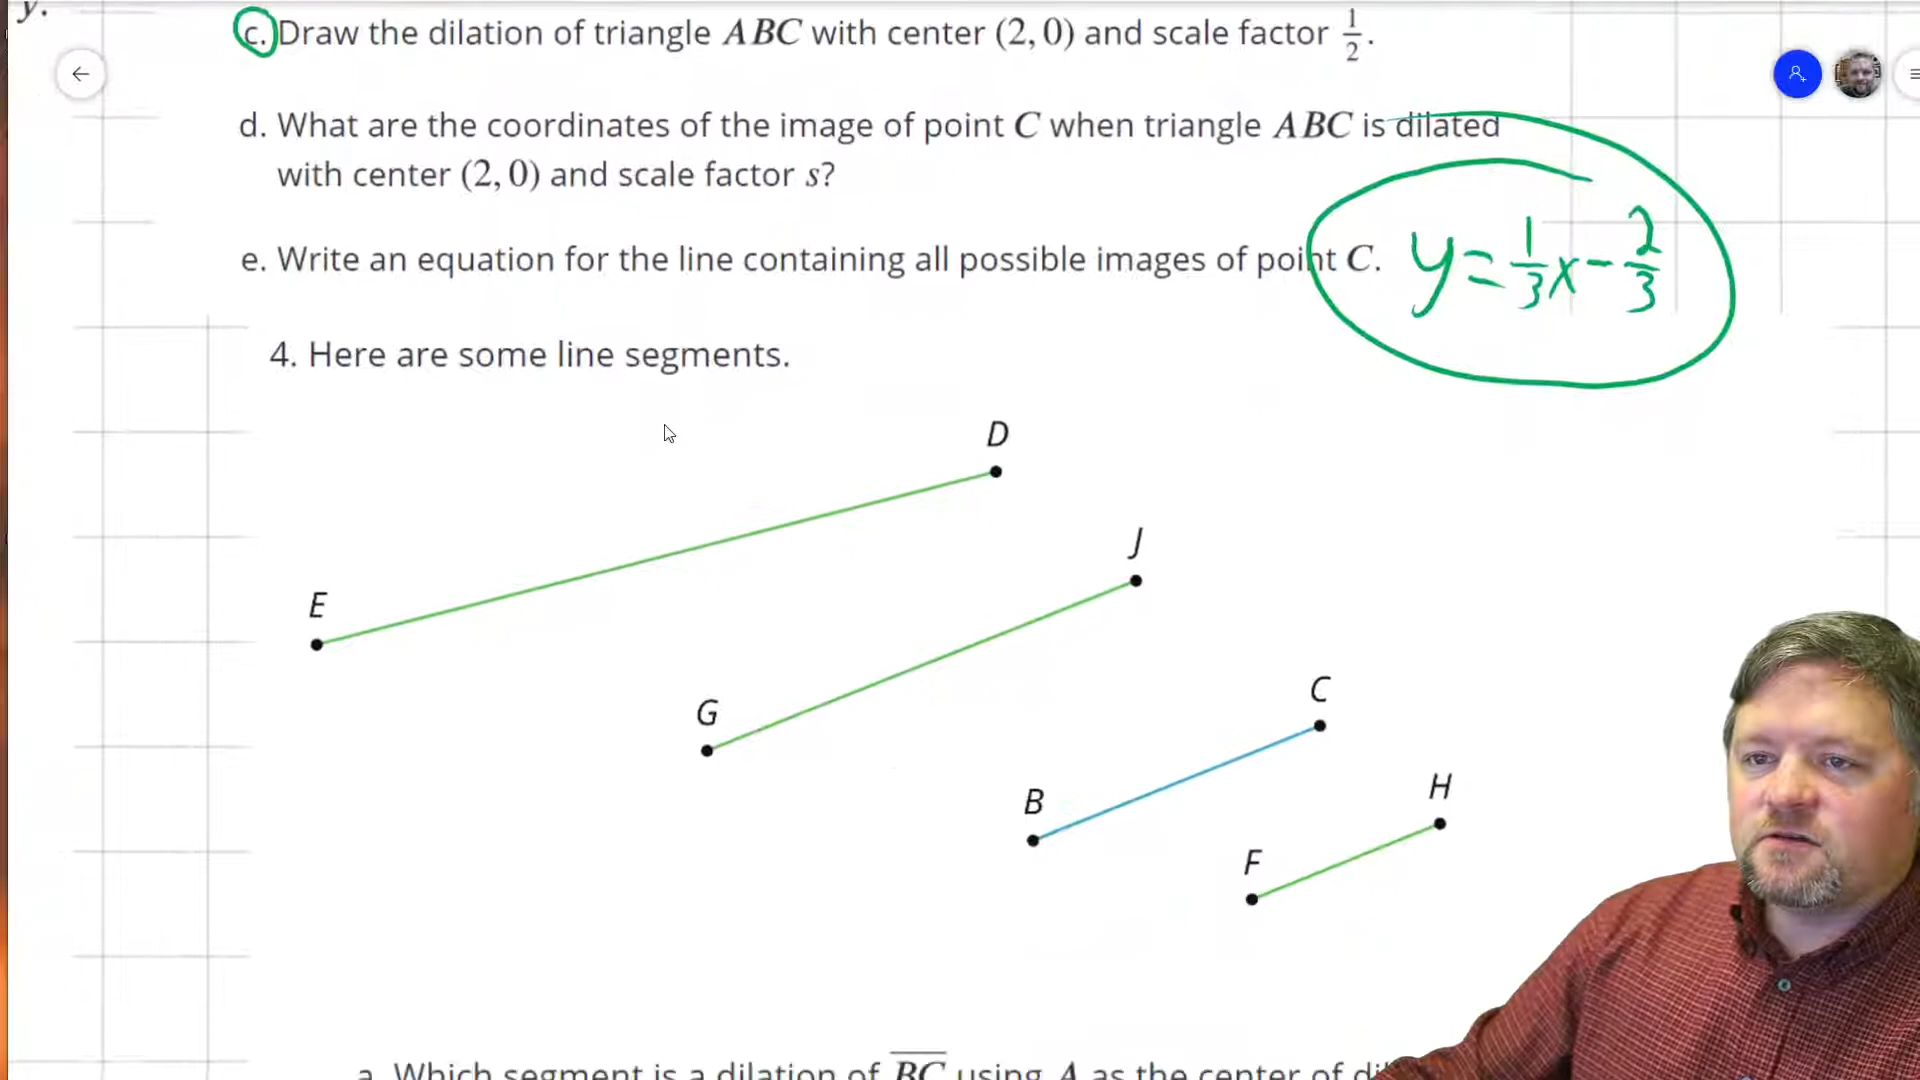 y.
c. Draw the dilation of triangle ABC with center (2, 0) and scale factor 1/2.
d. What are the coordinates of the image of point C when triangle ABC is dilated
with center (2, 0) and scale factor s?
e. Write an equation for the line containing all possible images of point C.
y = 1/3 x - 2/3
4. Here are some line segments.
D
J
E
G
C
B
H
F
a. Which segment is a dilation of BC using A as the center of